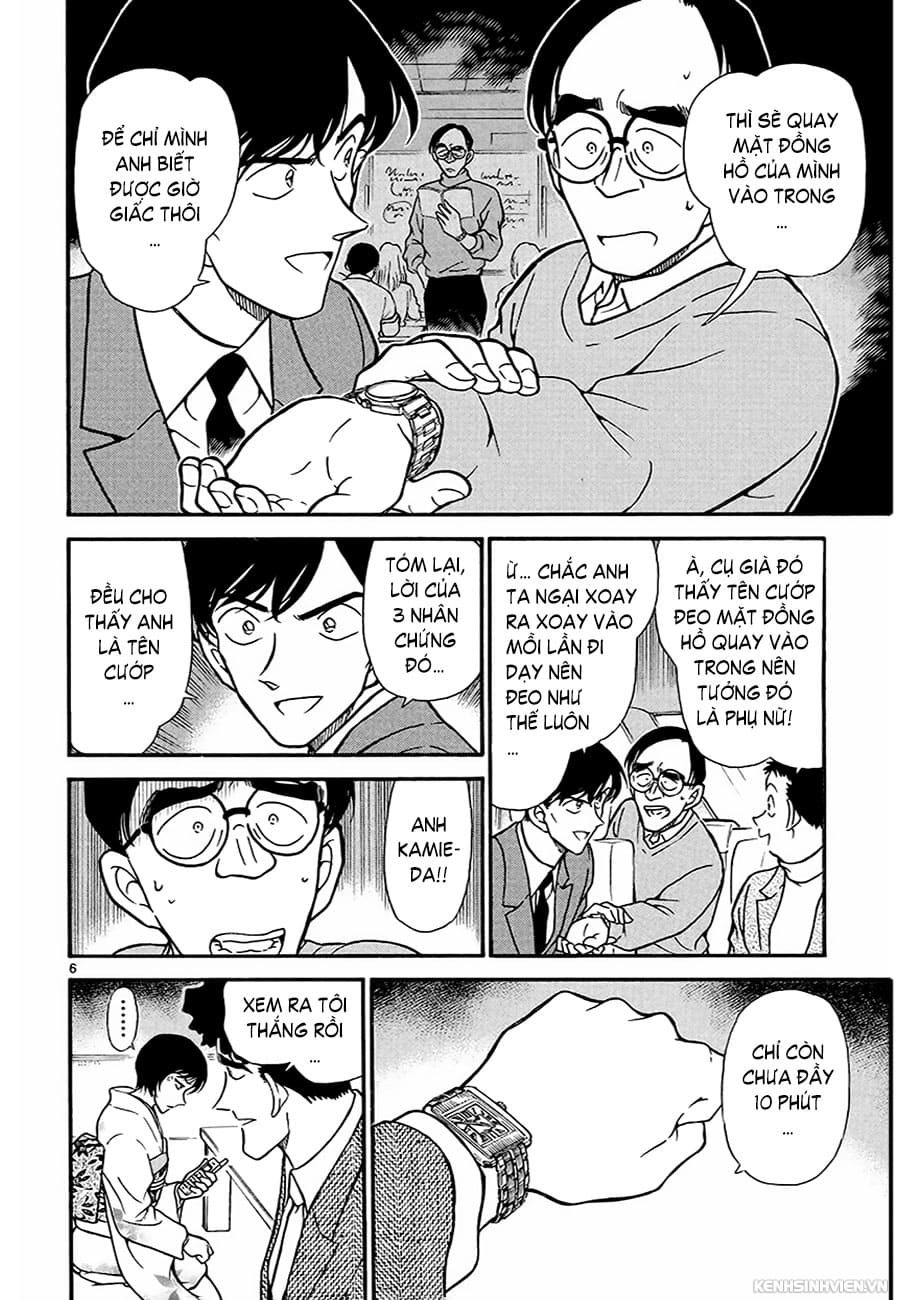 THÌ SẼ QUAY
MẶT ĐỒNG
HỒ CỦA MÌNH
VÀO TRONG
...
ĐỂ CHỈ MÌNH
ANH BIẾT
ĐƯỢC GIỜ
GIẤC THÔI
...
À, CỤ GIÀ ĐÓ
THẤY TÊN CƯỚP
ĐEO MẶT ĐỒNG
HỒ QUAY VÀO
TRONG NÊN
TƯỞNG ĐÓ
LÀ PHỤ NỮ!
Ừ... CHẮC ANH
TA NGẠI XOAY
RA XOAY VÀO
MỖI LẦN ĐI
DẠY NÊN
ĐEO NHƯ
THẾ LUÔN
...
TÓM LẠI,
LỜI CỦA
3 NHÂN
CHỨNG
ĐÓ...
ĐỀU CHO
THẤY ANH
LÀ TÊN
CƯỚP
...
ANH
KAMIE-
DA!!
6
CHỈ CÒN
CHƯA ĐẦY
10 PHÚT
...
XEM RA TÔI
THẮNG RỒI
...
......
KENHSINHVIEN.VN